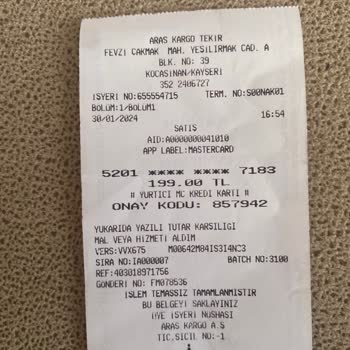 ARAS KARGO TEKIR
FEVZI CAKMAK MAH. YESILIRMAK CAD. A
BLK. NO: 39
KOCASINAN/KAYSERI
352 2406727
ISYERI NO:655554715 TERM. NO:S00NAK01
BOLUM:1/BOLUM1
30/01/2024 16:54
SATIS
AID:A0000000041010
APP LABEL:MASTERCARD
5201 **** **** 7183
199.00 TL
# YURTICI MC KREDI KARTI #
ONAY KODU: 857942
YUKARIDA YAZILI TUTAR KARSILIGI
MAL VEYA HIZMETI ALDIM
VERS:VVX675 M00642M84IS3I4NC3
SIRA NO:IA000007 BATCH NO:3100
REF:403018971756
GONDERI NO: FM078536
ISLEM TEMASSIZ TAMAMLANMISTIR
BU BELGEYI SAKLAYINIZ
UYE ISYERI NUSHASI
ARAS KARGO A.S
TIC.SICIL NO:-1